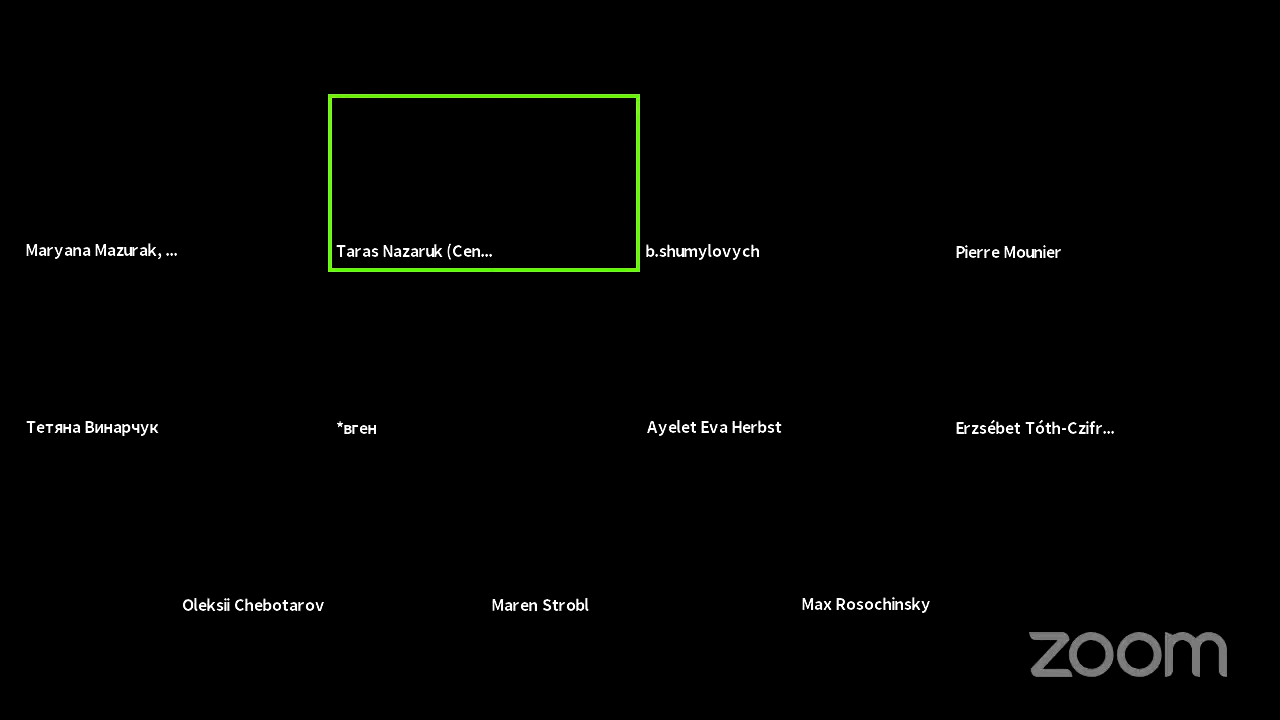 Maryana Mazurak, ...
Taras Nazaruk (Cen...
b.shumylovych
Pierre Mounier
Тетяна Винарчук
*вген
Ayelet Eva Herbst
Erzsébet Tóth-Czifr...
Oleksii Chebotarov
Maren Strobl
Max Rosochinsky
zoom